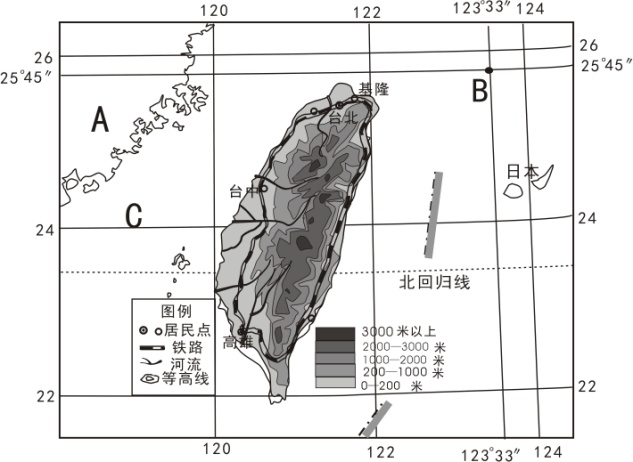 120
122
123°33″
124
26
26
25°45″
25°45″
基隆
台北
A
B
日本
台中
C
24
24
北回归线
图例
居民点
铁路
河流
等高线
高雄
3000 米以上
2000—3000 米
1000—2000 米
200—1000 米
0—200 米
22
22
120
122
123°33″
124